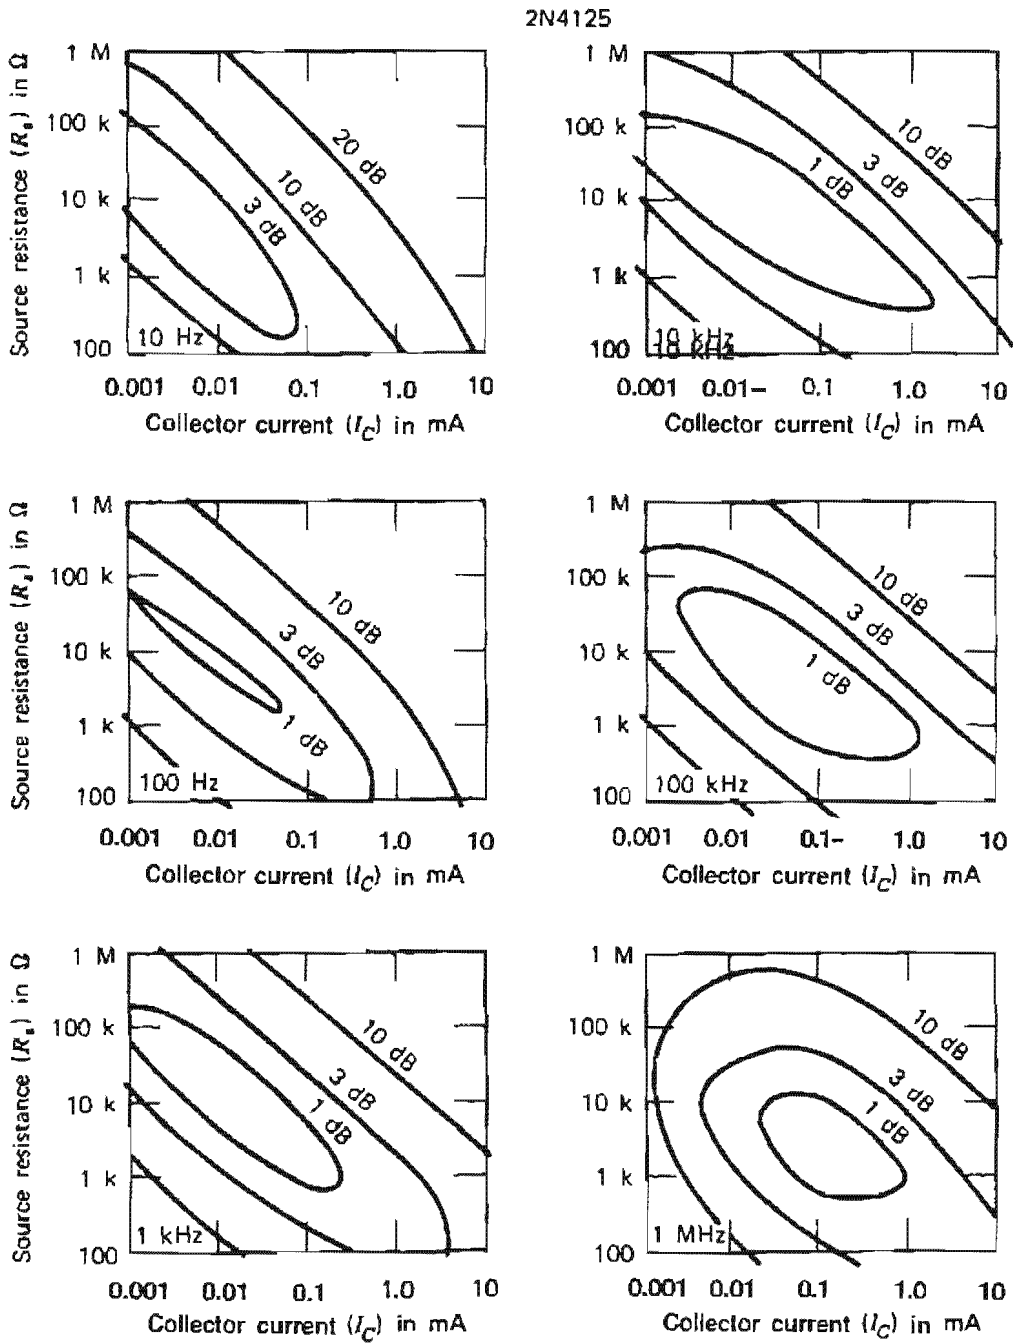 2N4125
Source resistance (Rs) in Ω
1 M
100 k
10 k
1 k
100
20 dB
10 dB
3 dB
10 Hz
0.001 0.01 0.1 1.0 10
Collector current (IC) in mA
1 M
100 k
10 k
1 k
100
10 dB
3 dB
1 dB
10 kHz
10 kHz
0.001 0.01– 0.1 1.0 10
Collector current (IC) in mA
Source resistance (Rs) in Ω
1 M
100 k
10 k
1 k
100
10 dB
3 dB
1 dB
100 Hz
0.001 0.01 0.1 1.0 10
Collector current (IC) in mA
1 M
100 k
10 k
1 k
100
10 dB
3 dB
1 dB
100 kHz
0.001 0.01 0.1– 1.0 10
Collector current (IC) in mA
Source resistance (Rs) in Ω
1 M
100 k
10 k
1 k
100
10 dB
3 dB
1 dB
1 kHz
0.001 0.01 0.1 1.0 10
Collector current (IC) in mA
1 M
100 k
10 k
1 k
100
10 dB
3 dB
1 dB
1 MHz
0.001 0.01 0.1 1.0 10
Collector current (IC) in mA